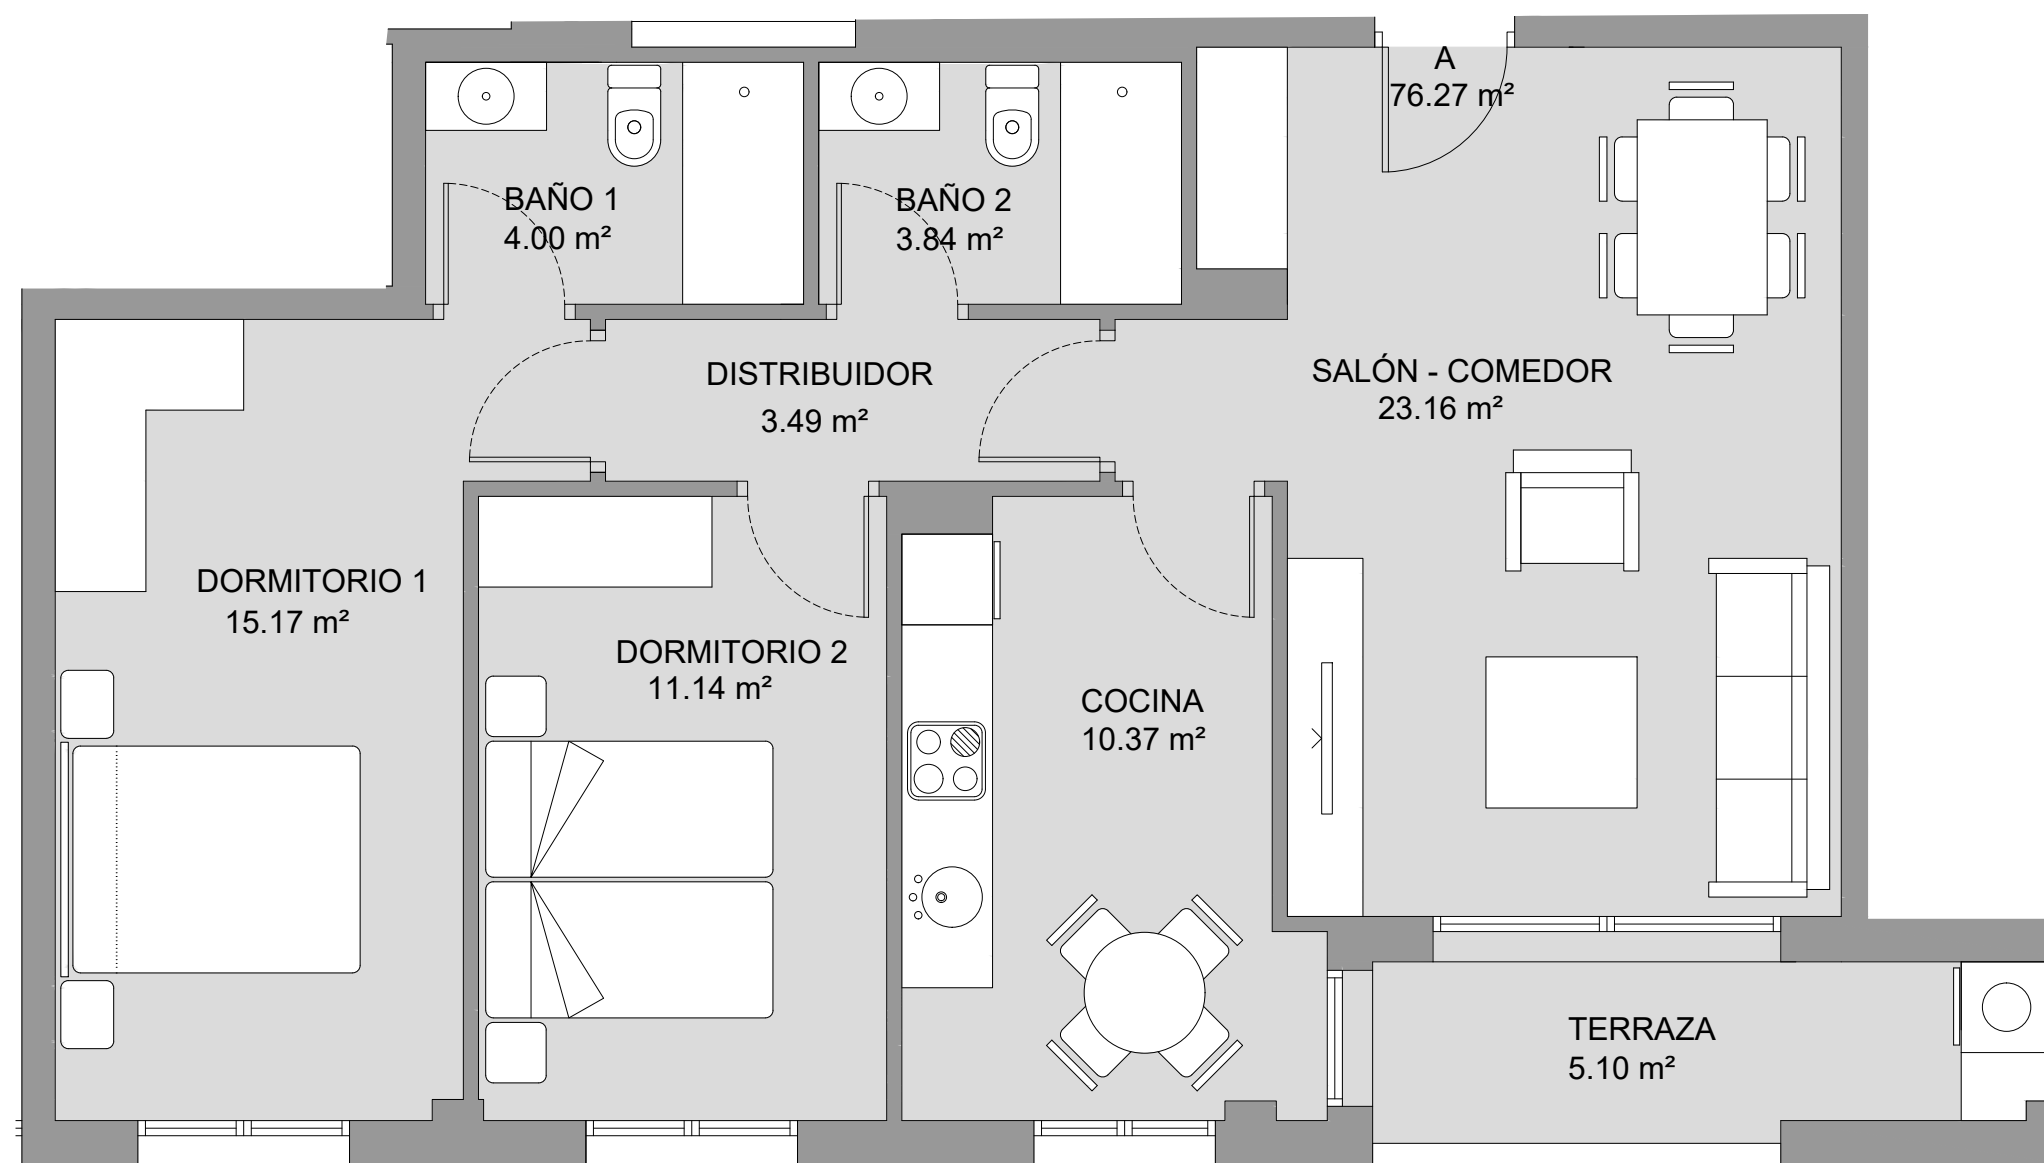 A
76.27 m²
BAÑO 1
4.00 m²
BAÑO 2
3.84 m²
DISTRIBUIDOR
3.49 m²
SALÓN - COMEDOR
23.16 m²
DORMITORIO 1
15.17 m²
DORMITORIO 2
11.14 m²
COCINA
10.37 m²
TERRAZA
5.10 m²